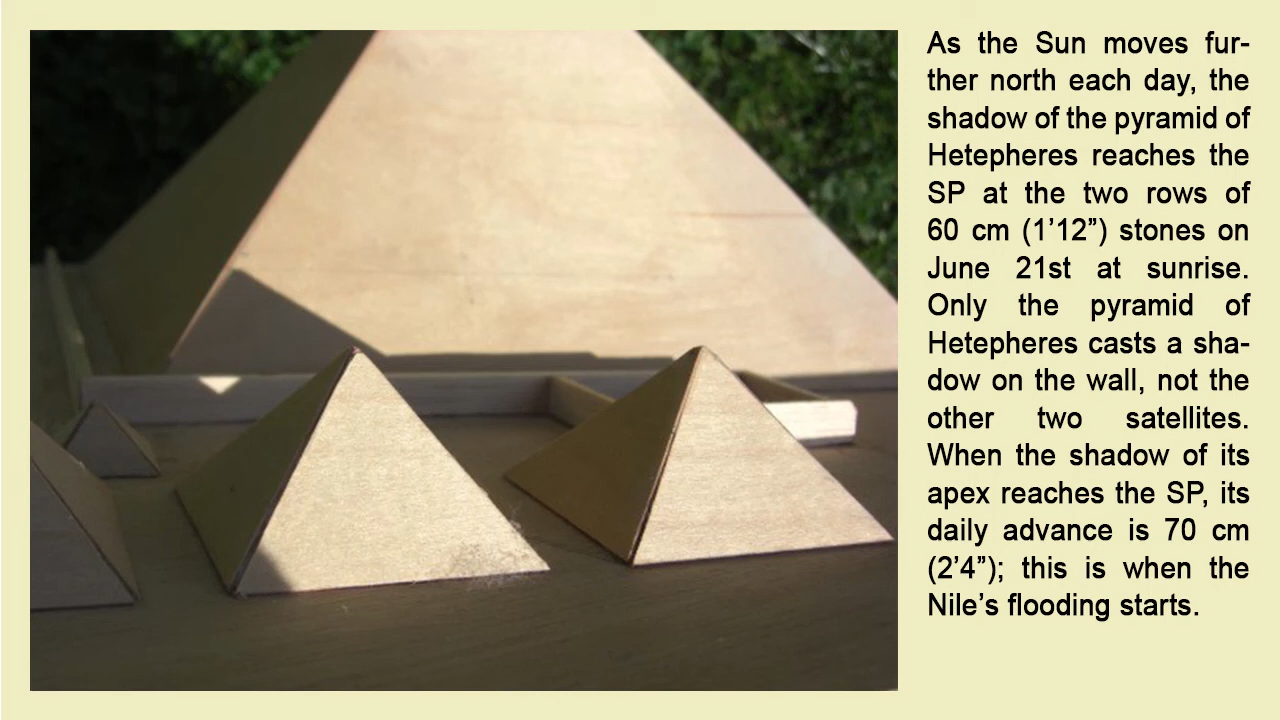 As the Sun moves fur-
ther north each day, the
shadow of the pyramid of
Hetepheres reaches the
SP at the two rows of
60 cm (1’12”) stones on
June 21st at sunrise.
Only the pyramid of
Hetepheres casts a sha-
dow on the wall, not the
other two satellites.
When the shadow of its
apex reaches the SP, its
daily advance is 70 cm
(2’4”); this is when the
Nile’s flooding starts.